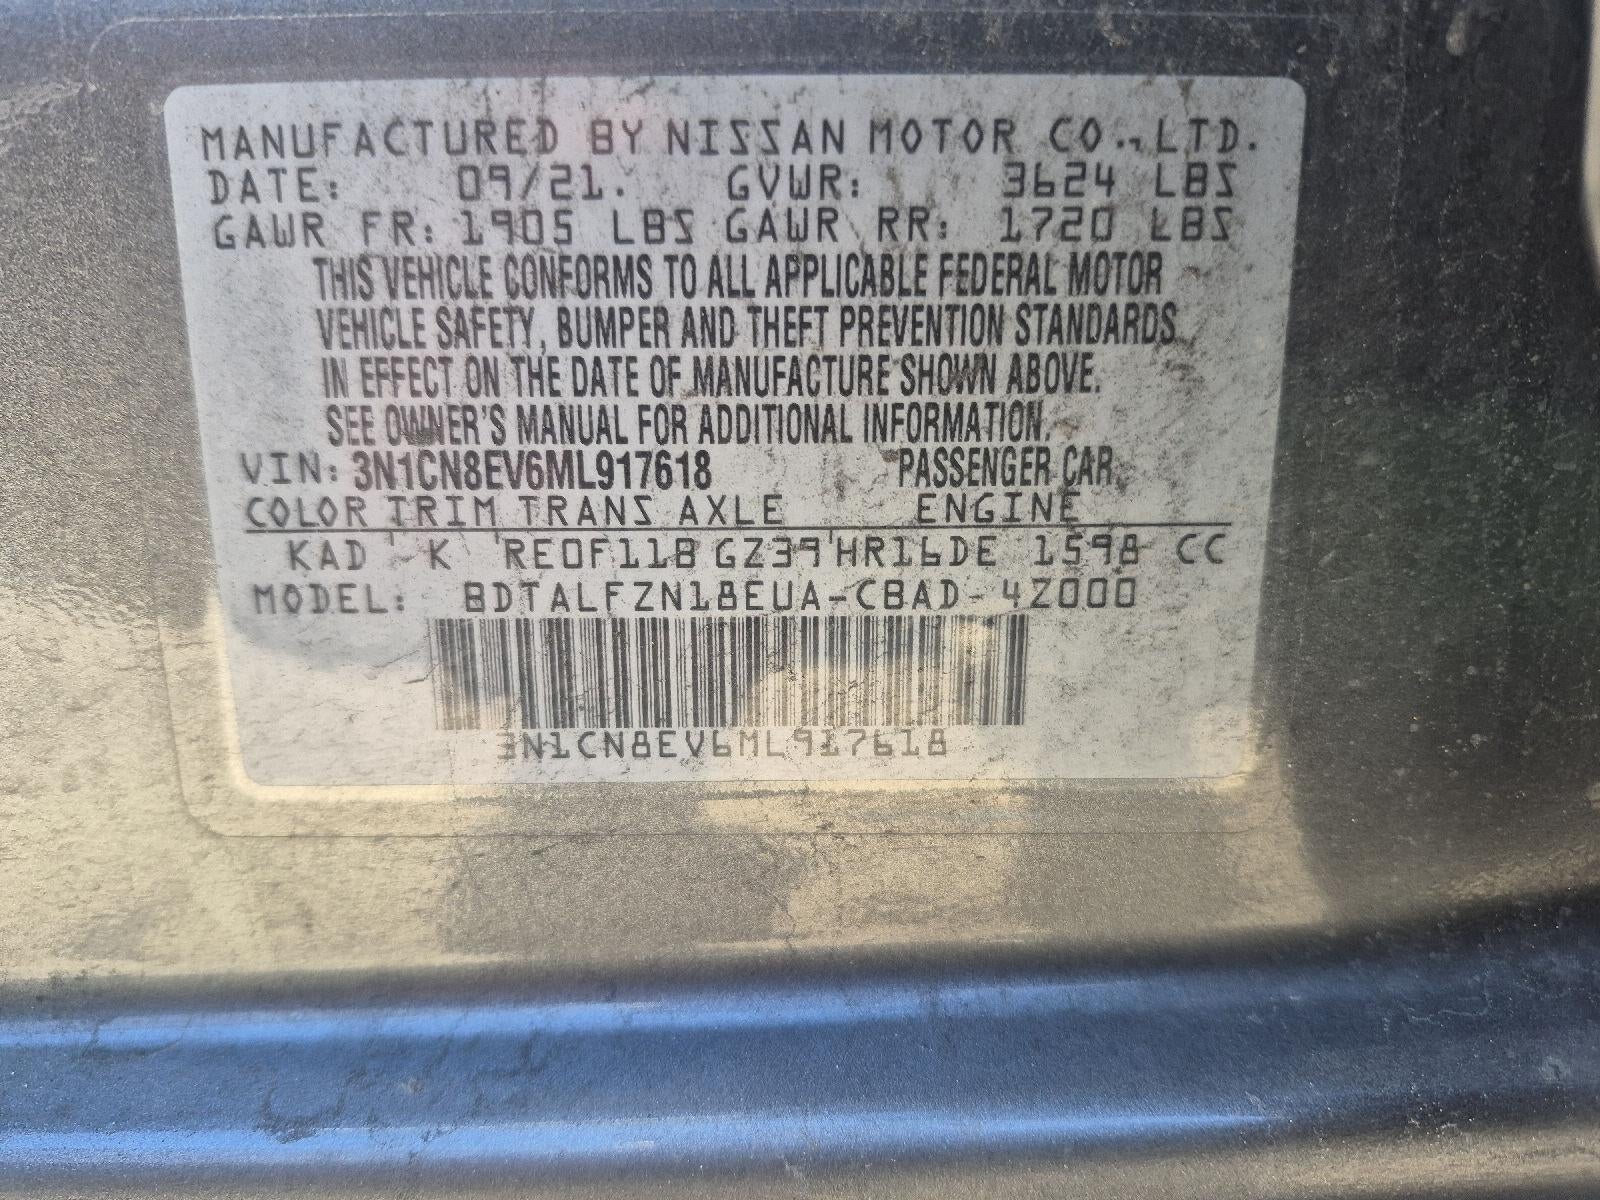 MANUFACTURED BY NISSAN MOTOR CO., LTD.
DATE: 09/21. GVWR: 3624 LBS
GAWR FR: 1905 LBS GAWR RR: 1720 LBS
THIS VEHICLE CONFORMS TO ALL APPLICABLE FEDERAL MOTOR
VEHICLE SAFETY, BUMPER AND THEFT PREVENTION STANDARDS
IN EFFECT ON THE DATE OF MANUFACTURE SHOWN ABOVE.
SEE OWNER'S MANUAL FOR ADDITIONAL INFORMATION.
VIN: 3N1CN8EV6ML917618 PASSENGER CAR
COLOR TRIM TRANS AXLE ENGINE
KAD K RE0F11B GZ39 HR16DE 1598 CC
MODEL: BDTALFZN18EUA-CBAD-4Z000
3N1CN8EV6ML917618